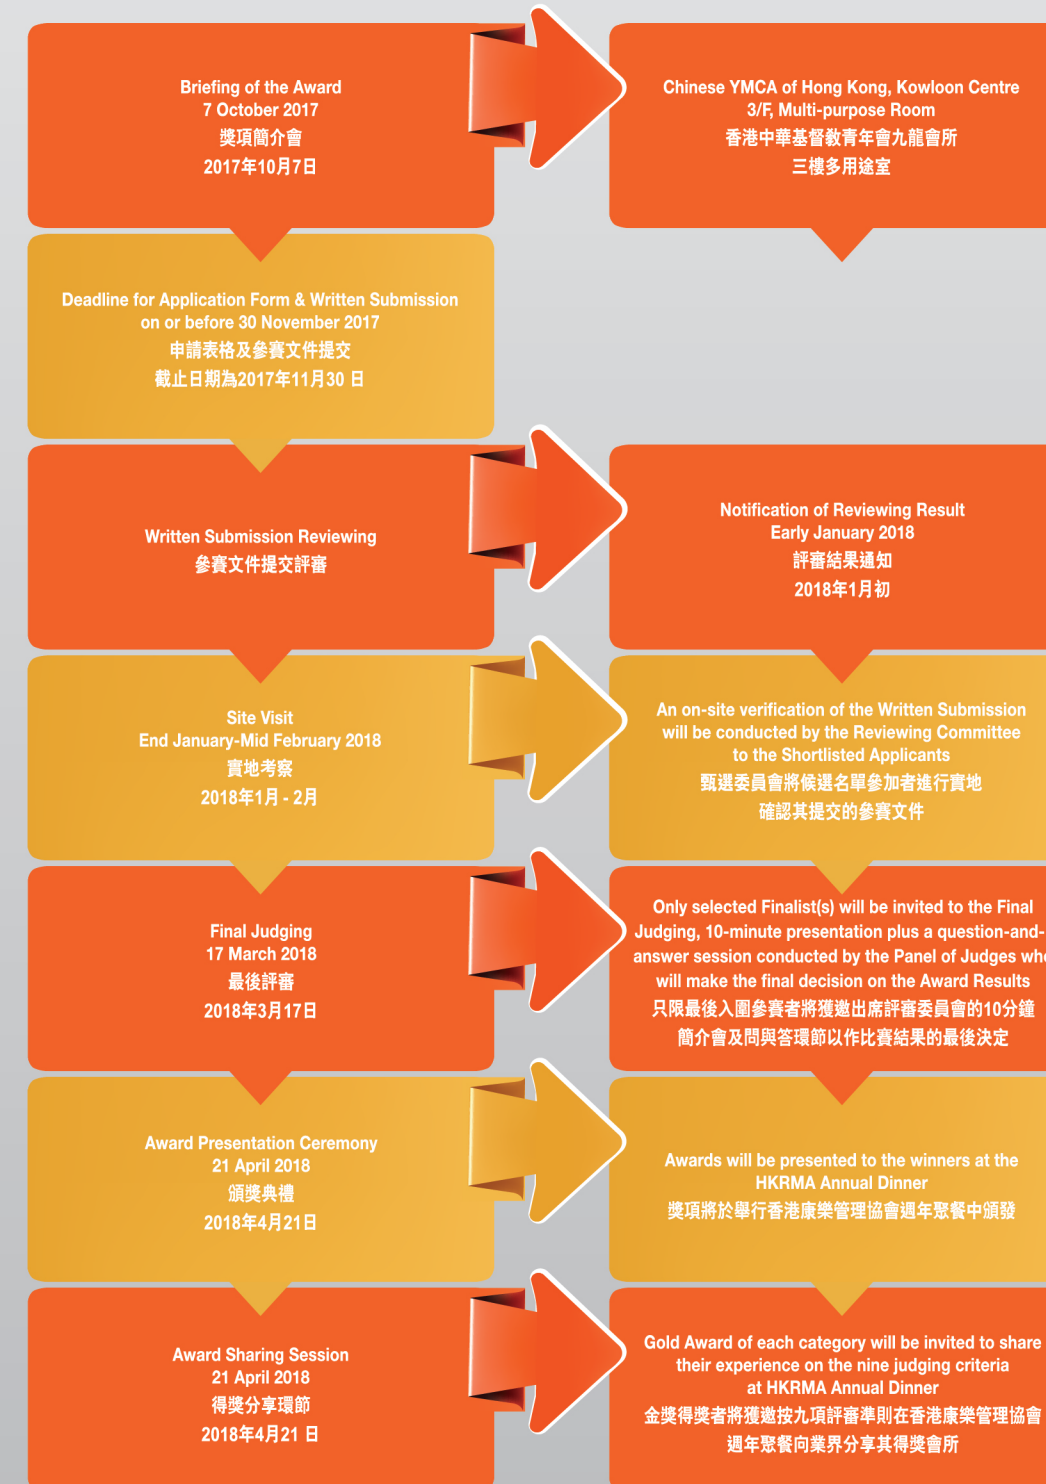 Briefing of the Award
7 October 2017
獎項簡介會
2017年10月7日
Chinese YMCA of Hong Kong, Kowloon Centre
3/F, Multi-purpose Room
香港中華基督教青年會九龍會所
三樓多用途室
Deadline for Application Form & Written Submission
on or before 30 November 2017
申請表格及參賽文件提交
截止日期為2017年11月30 日
Written Submission Reviewing
參賽文件提交評審
Notification of Reviewing Result
Early January 2018
評審結果通知
2018年1月初
Site Visit
End January-Mid February 2018
實地考察
2018年1月 - 2月
An on-site verification of the Written Submission
will be conducted by the Reviewing Committee
to the Shortlisted Applicants
甄選委員會將候選名單參加者進行實地
確認其提交的參賽文件
Final Judging
17 March 2018
最後評審
2018年3月17日
Only selected Finalist(s) will be invited to the Final
Judging, 10-minute presentation plus a question-and-
answer session conducted by the Panel of Judges who
will make the final decision on the Award Results
只限最後入圍參賽者將獲邀出席評審委員會的10分鐘
簡介會及問與答環節以作比賽結果的最後決定
Award Presentation Ceremony
21 April 2018
頒獎典禮
2018年4月21日
Awards will be presented to the winners at the
HKRMA Annual Dinner
獎項將於舉行香港康樂管理協會週年聚餐中頒發
Award Sharing Session
21 April 2018
得獎分享環節
2018年4月21 日
Gold Award of each category will be invited to share
their experience on the nine judging criteria
at HKRMA Annual Dinner
金獎得獎者將獲邀按九項評審準則在香港康樂管理協會
週年聚餐向業界分享其得獎會所